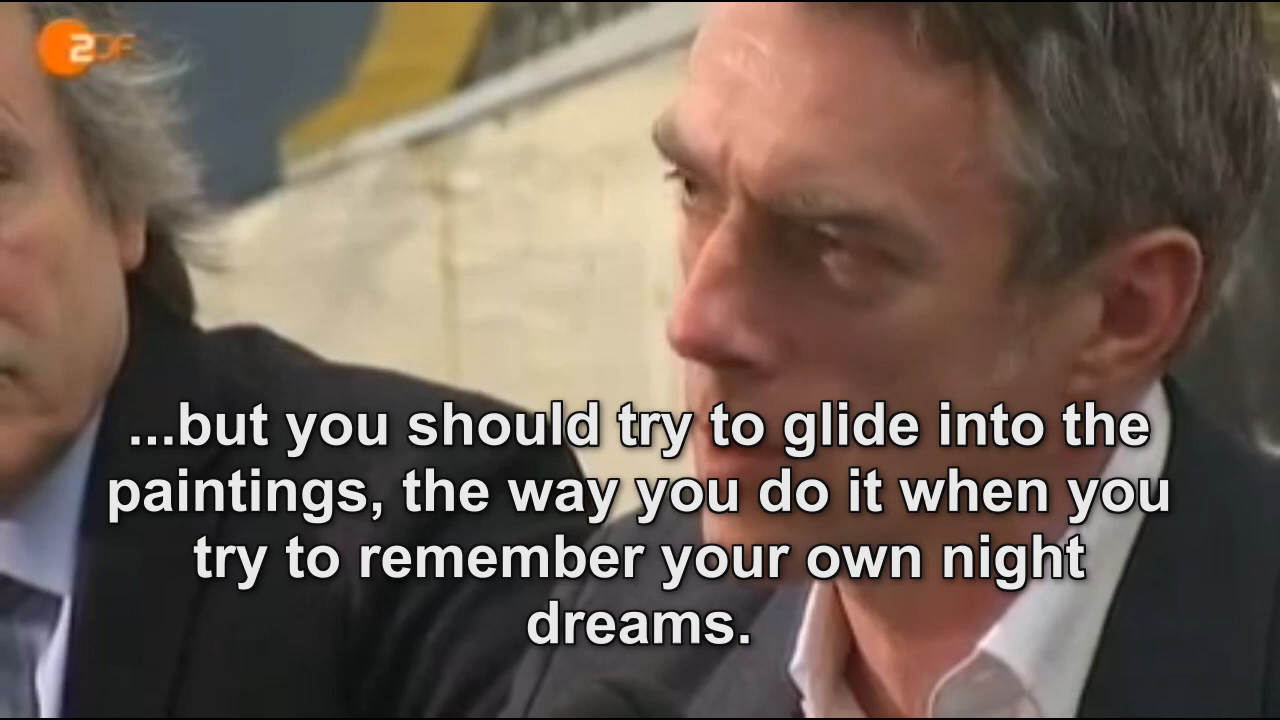 ZDF
...but you should try to glide into the
paintings, the way you do it when you
try to remember your own night
dreams.